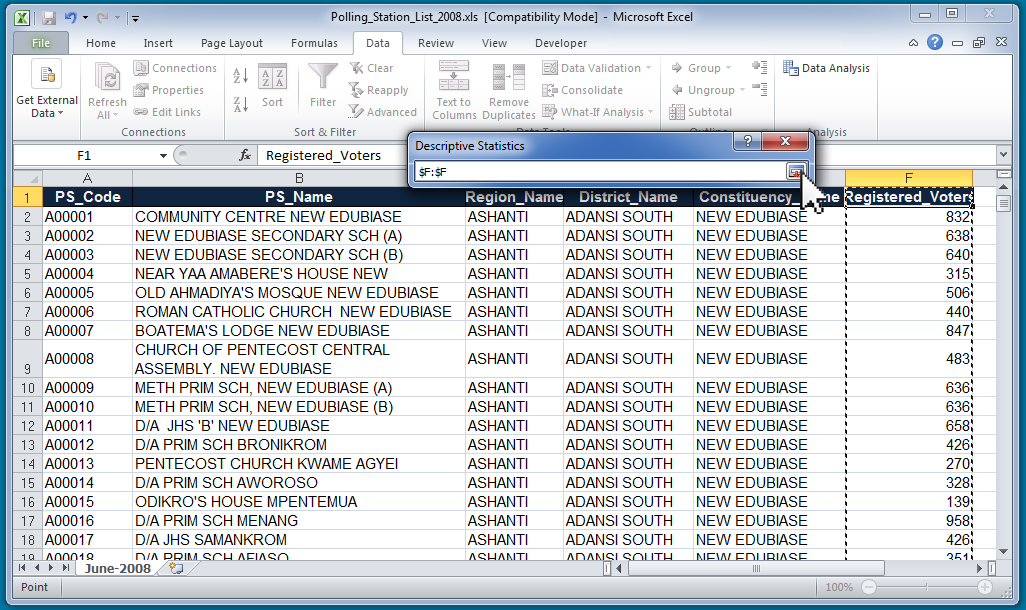 Polling_Station_List_2008.xls [Compatibility Mode] - Microsoft Excel
File Home Insert Page Layout Formulas Data Review View Developer
Get External Data
Refresh All
Connections
Properties
Edit Links
Connections
A Z
Z A
Sort
Filter
Clear
Reapply
Advanced
Sort & Filter
Text to Columns
Remove Duplicates
Data Validation
Consolidate
What-If Analysis
Data Tools
Group
Ungroup
Subtotal
Outline
Data Analysis
Analysis
Descriptive Statistics
$F:$F
F1 fx Registered_Voters
A B F
1 PS_Code PS_Name Region_Name District_Name Constituency_ me Registered_Voters
2 A00001 COMMUNITY CENTRE NEW EDUBIASE ASHANTI ADANSI SOUTH NEW EDUBIASE 832
3 A00002 NEW EDUBIASE SECONDARY SCH (A) ASHANTI ADANSI SOUTH NEW EDUBIASE 638
4 A00003 NEW EDUBIASE SECONDARY SCH (B) ASHANTI ADANSI SOUTH NEW EDUBIASE 640
5 A00004 NEAR YAA AMABERE'S HOUSE NEW ASHANTI ADANSI SOUTH NEW EDUBIASE 315
6 A00005 OLD AHMADIYA'S MOSQUE NEW EDUBIASE ASHANTI ADANSI SOUTH NEW EDUBIASE 506
7 A00006 ROMAN CATHOLIC CHURCH NEW EDUBIASE ASHANTI ADANSI SOUTH NEW EDUBIASE 440
8 A00007 BOATEMA'S LODGE NEW EDUBIASE ASHANTI ADANSI SOUTH NEW EDUBIASE 847
9 A00008 CHURCH OF PENTECOST CENTRAL
ASSEMBLY. NEW EDUBIASE ASHANTI ADANSI SOUTH NEW EDUBIASE 483
10 A00009 METH PRIM SCH, NEW EDUBIASE (A) ASHANTI ADANSI SOUTH NEW EDUBIASE 636
11 A00010 METH PRIM SCH, NEW EDUBIASE (B) ASHANTI ADANSI SOUTH NEW EDUBIASE 636
12 A00011 D/A JHS 'B' NEW EDUBIASE ASHANTI ADANSI SOUTH NEW EDUBIASE 658
13 A00012 D/A PRIM SCH BRONIKROM ASHANTI ADANSI SOUTH NEW EDUBIASE 426
14 A00013 PENTECOST CHURCH KWAME AGYEI ASHANTI ADANSI SOUTH NEW EDUBIASE 270
15 A00014 D/A PRIM SCH AWOROSO ASHANTI ADANSI SOUTH NEW EDUBIASE 328
16 A00015 ODIKRO'S HOUSE MPENTEMUA ASHANTI ADANSI SOUTH NEW EDUBIASE 139
17 A00016 D/A PRIM SCH MENANG ASHANTI ADANSI SOUTH NEW EDUBIASE 958
18 A00017 D/A JHS SAMANKROM ASHANTI ADANSI SOUTH NEW EDUBIASE 426
19 A00018 D/A PRIM SCH AFIASO ASHANTI ADANSI SOUTH NEW EDUBIASE 351
June-2008
Point 100%